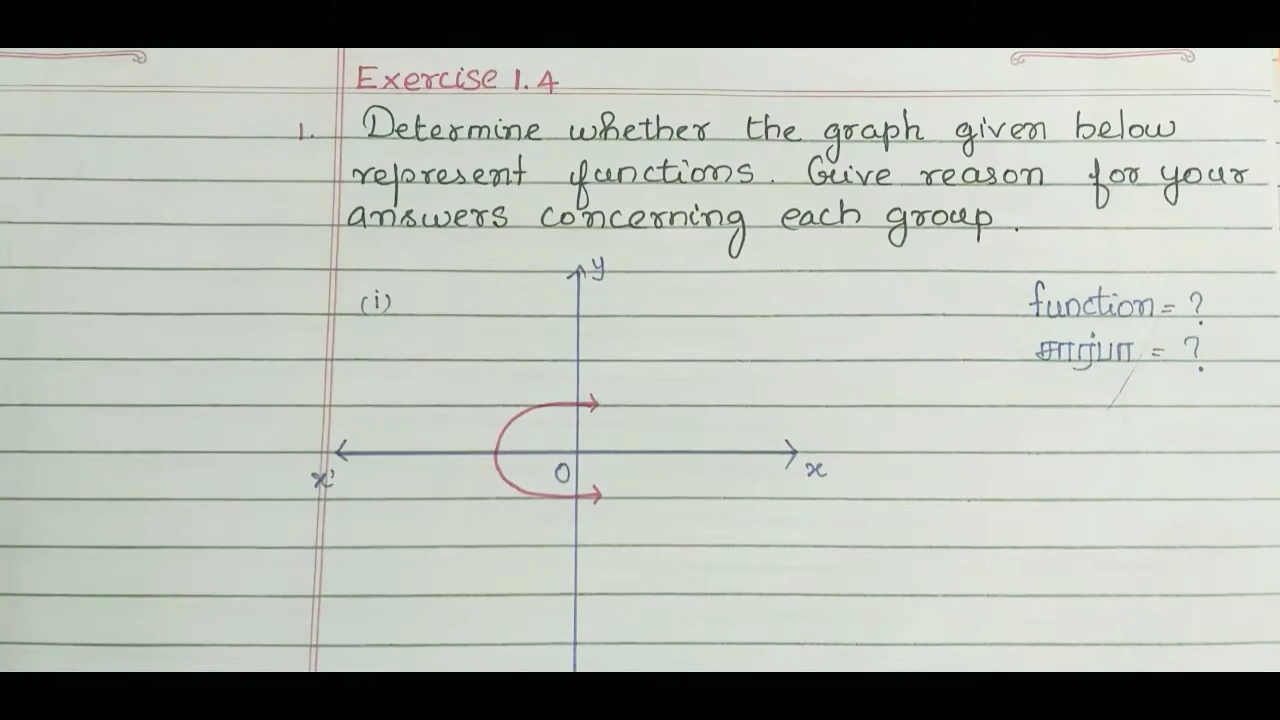 Exercise 1.4
1. Determine whether the graph given below
represent functions. Give reason for your
answers concerning each group.
(i)
y
function = ?
சார்பா = ?
O
x'
x